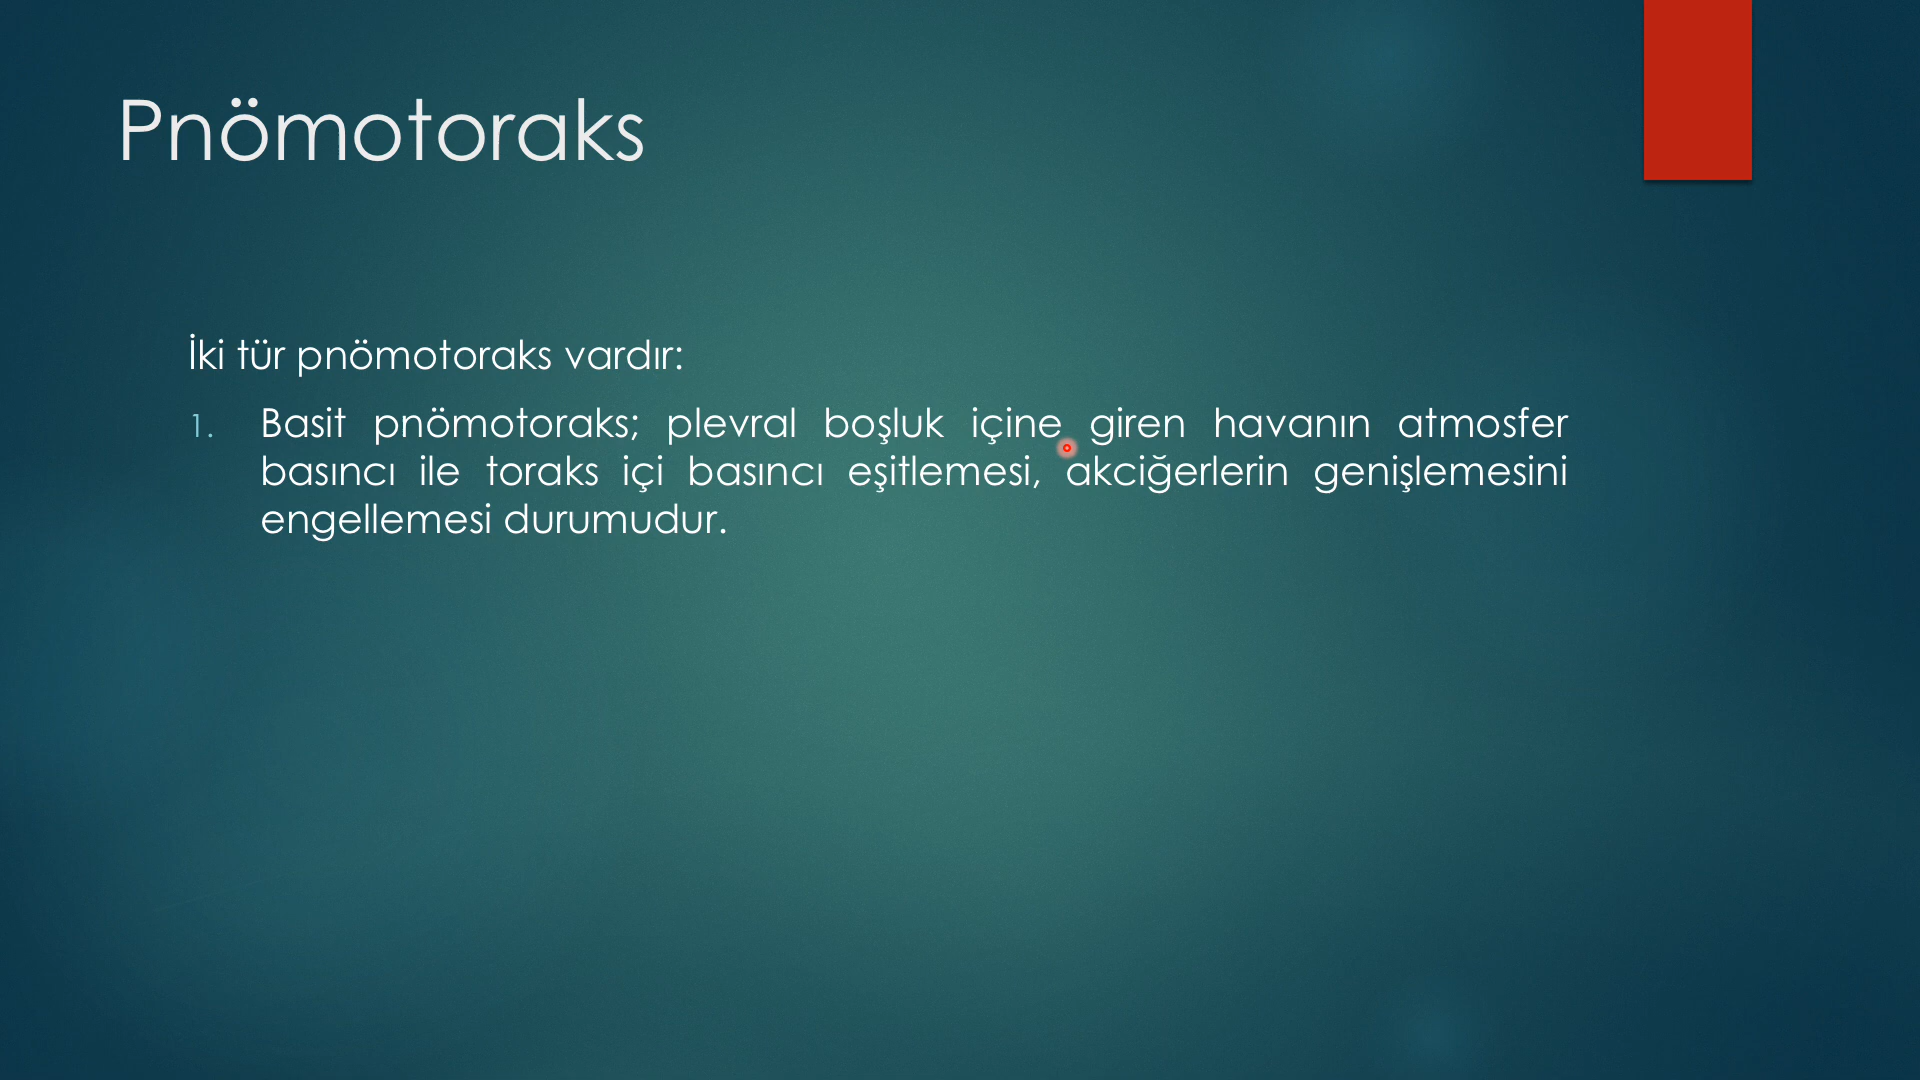 Pnömotoraks
İki tür pnömotoraks vardır:
1. Basit pnömotoraks; plevral boşluk içine giren havanın atmosfer
basıncı ile toraks içi basıncı eşitlemesi, akciğerlerin genişlemesini
engellemesi durumudur.